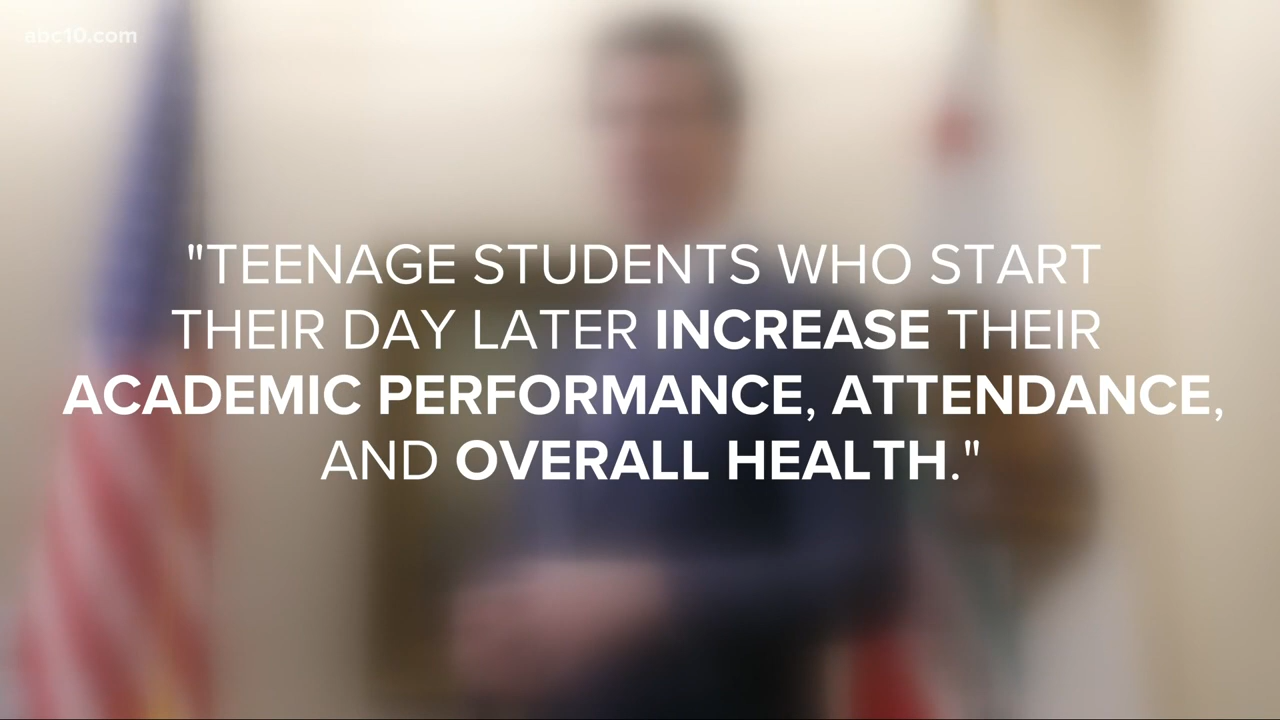 abc10.com
"TEENAGE STUDENTS WHO START
THEIR DAY LATER INCREASE THEIR
ACADEMIC PERFORMANCE, ATTENDANCE,
AND OVERALL HEALTH."